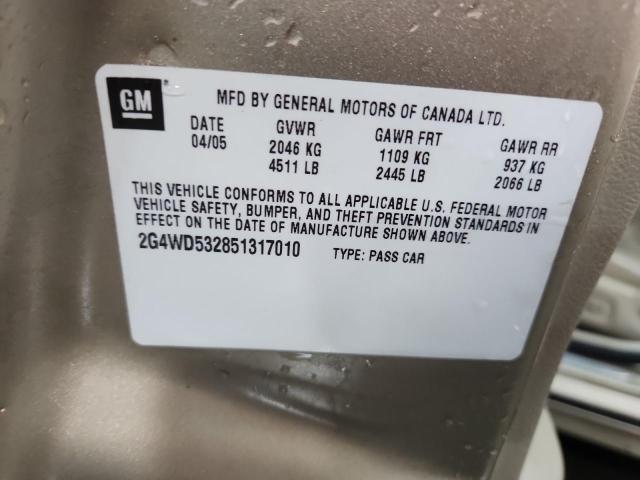 GM
MFD BY GENERAL MOTORS OF CANADA LTD.
DATE GVWR GAWR FRT GAWR RR
04/05 2046 KG 1109 KG 937 KG
4511 LB 2445 LB 2066 LB
THIS VEHICLE CONFORMS TO ALL APPLICABLE U.S. FEDERAL MOTOR
VEHICLE SAFETY, BUMPER, AND THEFT PREVENTION STANDARDS IN
EFFECT ON THE DATE OF MANUFACTURE SHOWN ABOVE.
2G4WD532851317010 TYPE: PASS CAR